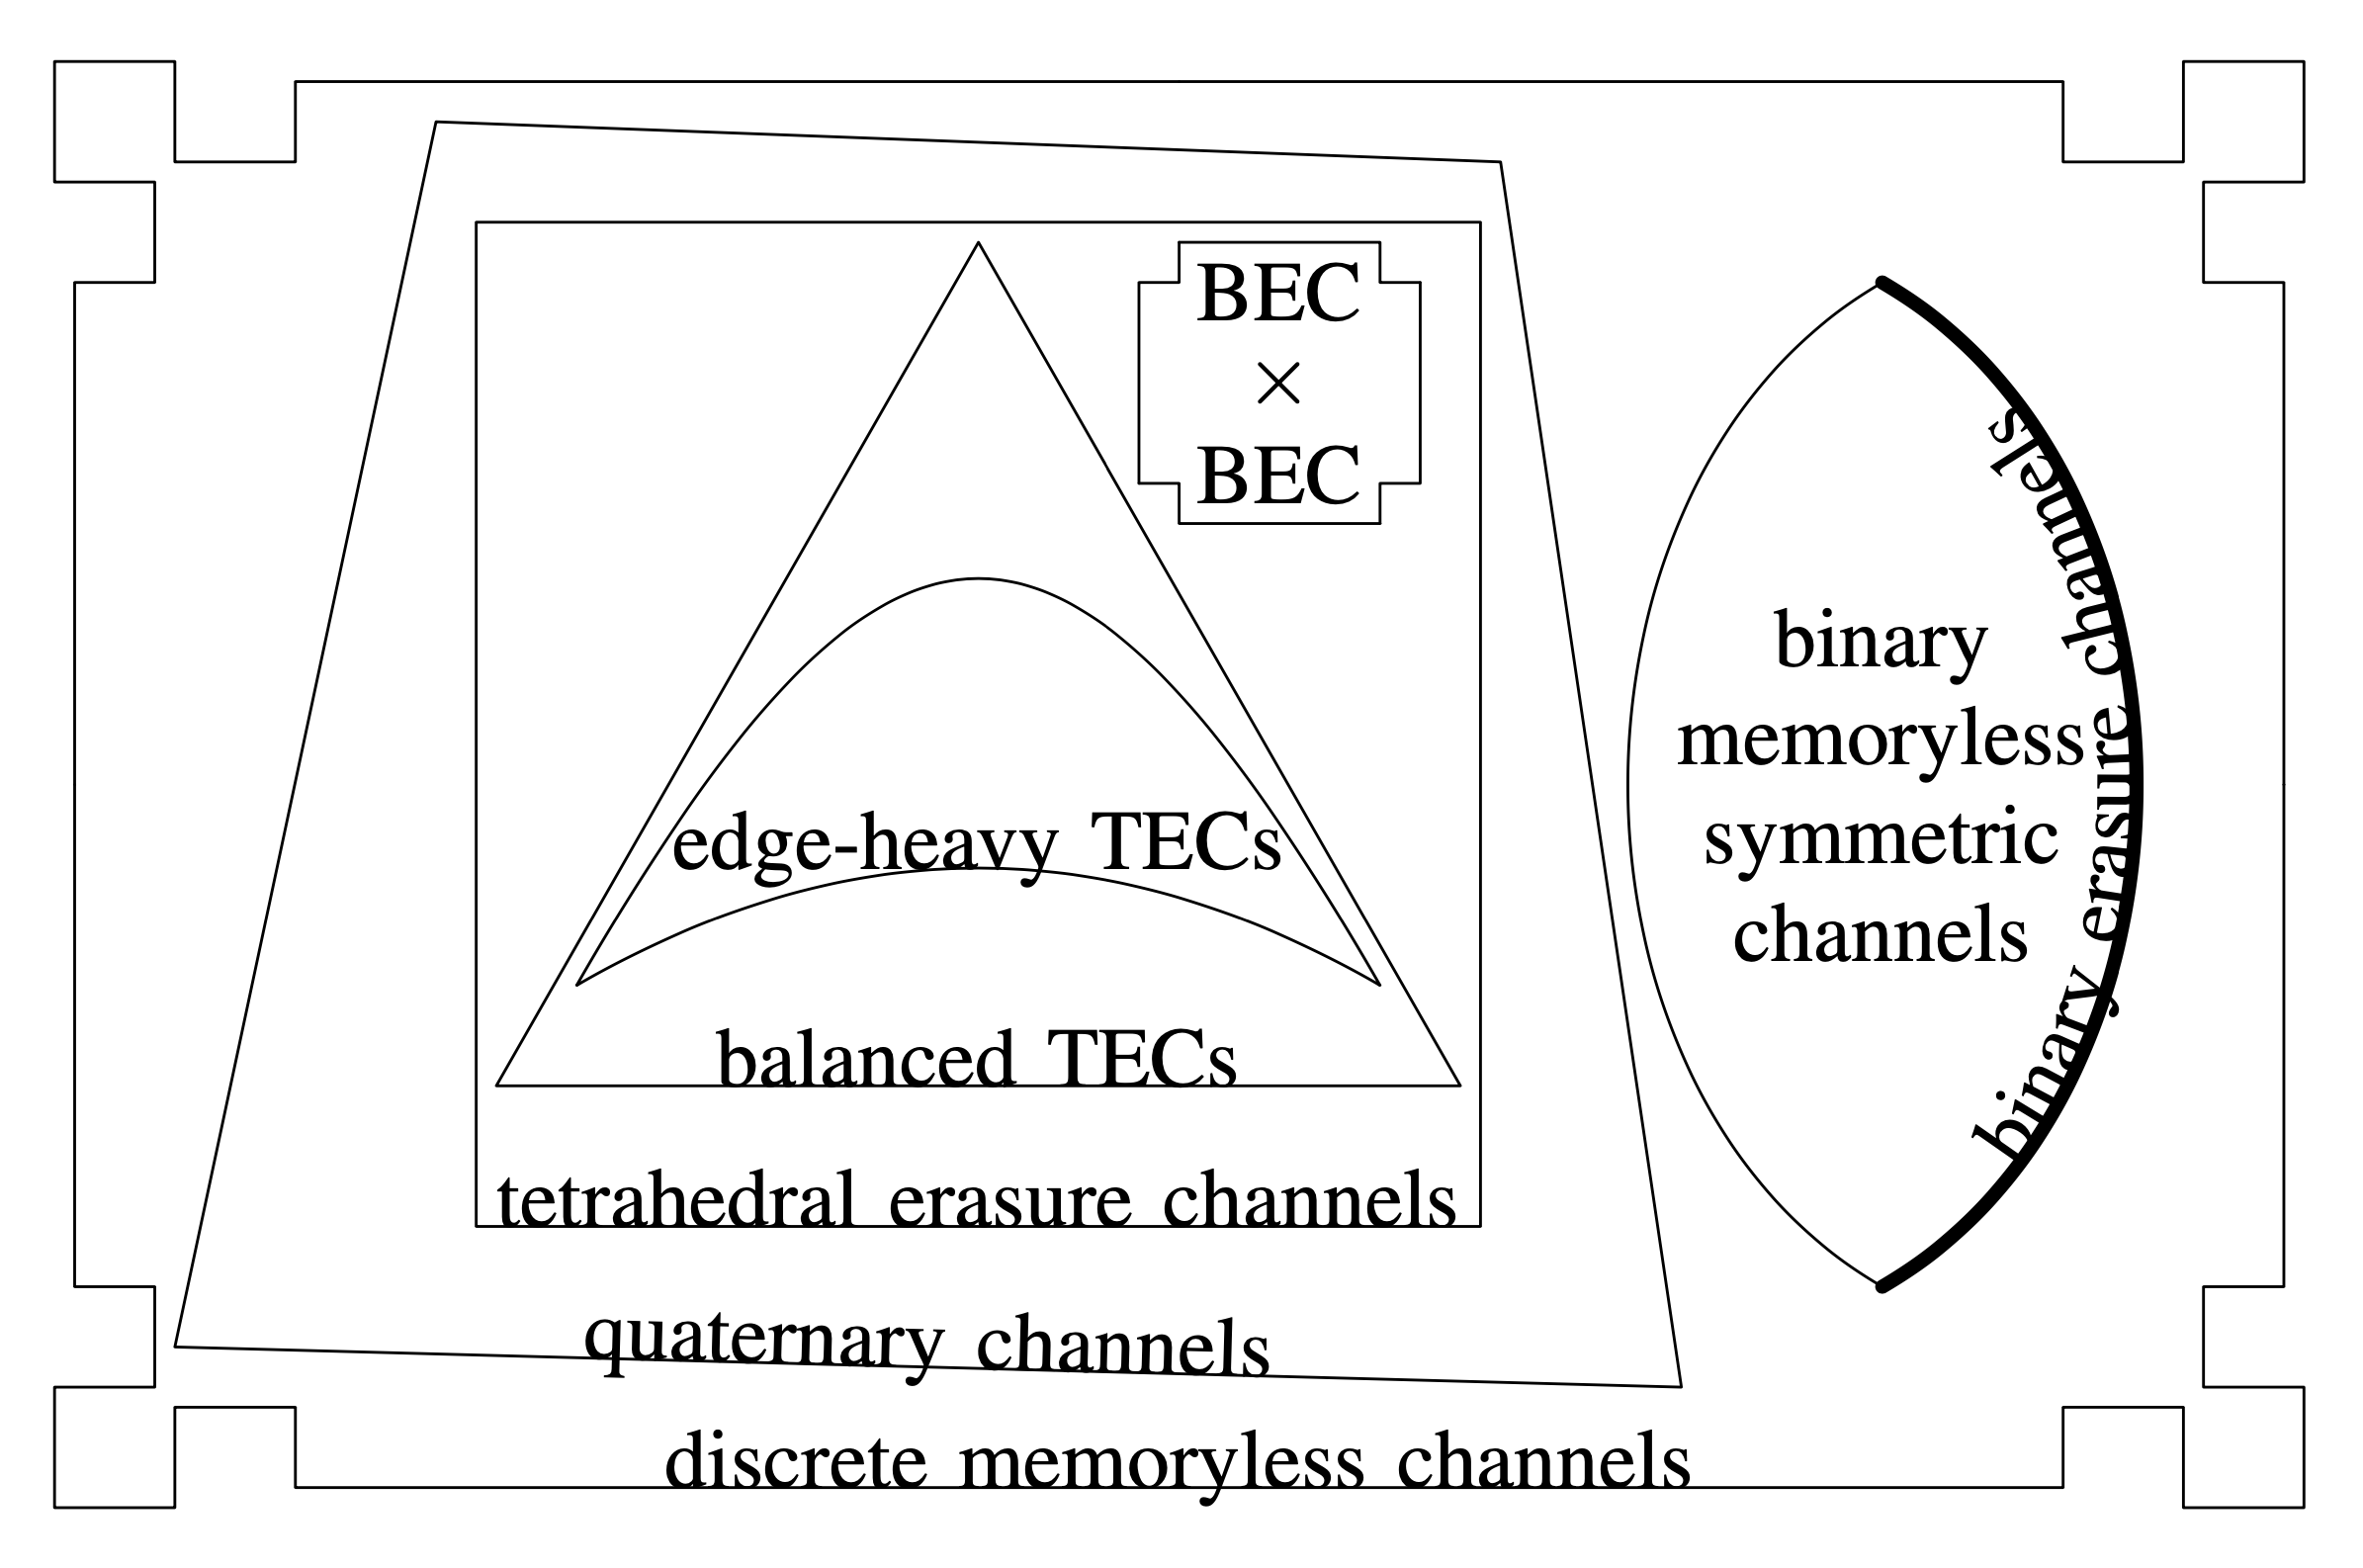 BEC
×
BEC
edge-heavy TECs
balanced TECs
tetrahedral erasure channels
quaternary channels
discrete memoryless channels
binary
memoryless
symmetric
channels
binary erasure channels